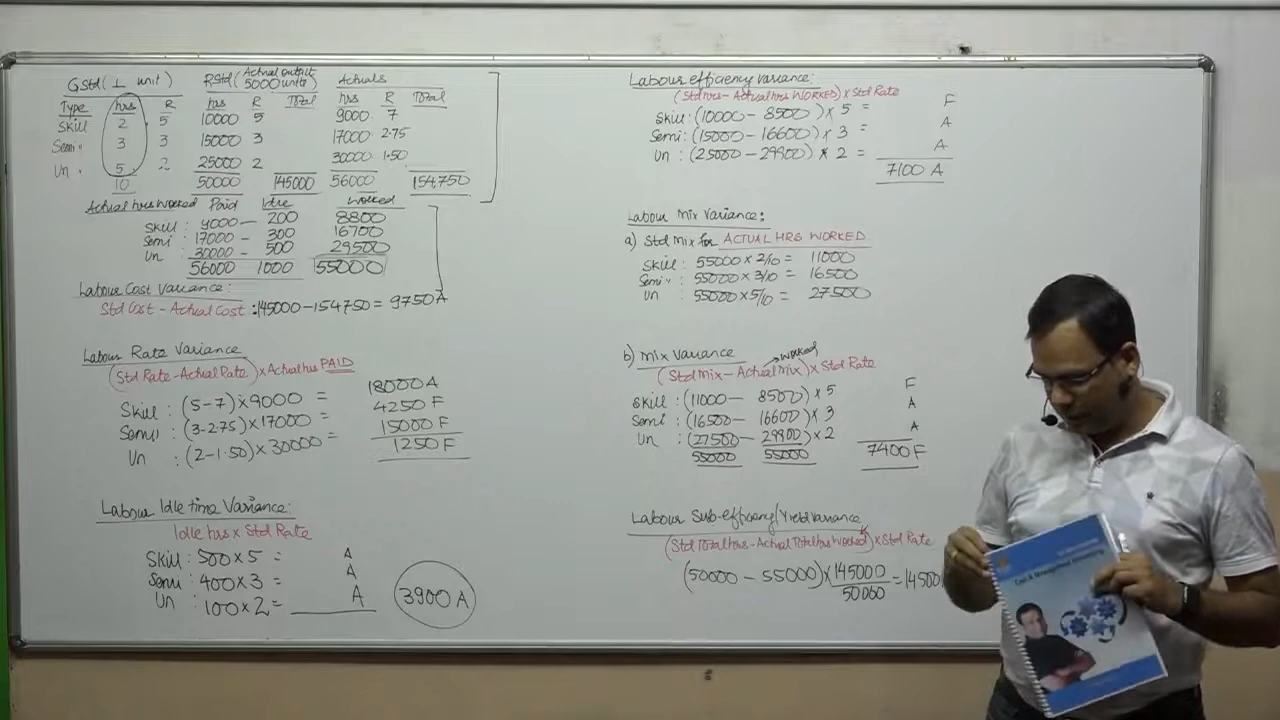 GStd (1 unit) RStd (Actual output 5000 units) Actuals
Type hrs R hrs R Total hrs R Total
Skill 2 5 10000 5 9000 7
Semi " 3 3 15000 3 17000 2.75
Un " 5 2 25000 2 30000 1.50
10 50000 145000 56000 154750
Actual hrs worked Paid Idle Worked
Skill: 9000 — 200 8800
Semi: 17000 - 300 16700
Un: 30000 - 500 29500
56000 1000 55000
Labour Cost Variance:
Std Cost - Actual Cost : 145000 - 154750 = 9750 A
Labour Rate Variance
(Std Rate - Actual Rate) x Actual hrs PAID
Skill : (5-7) x 9000 = 18000 A
Semi : (3-2.75) x 17000 = 4250 F
Un : (2-1.50) x 30000 = 15000 F
1250 F
Labour Idle time Variance:
Idle hrs x Std Rate
Skill : 500 x 5 = A
Semi : 400 x 3 = A
Un : 100 x 2 = A
3900 A
Labour efficiency variance:
(Std hrs - Actual hrs WORKED) x Std Rate
Skill: (10000 - 8500) x 5 = F
Semi: (15000 - 16600) x 3 = A
Un : (25000 - 29900) x 2 = A
7100 A
Labour Mix Variance:
a) Std Mix for ACTUAL HRS WORKED
Skill : 55000 x 2/10 = 11000
Semi : 55000 x 3/10 = 16500
Un : 55000 x 5/10 = 27500
b) Mix Variance
(Std Mix - Actual Mix) x Std Rate
worked
Skill: (11000 — 8500) x 5 F
Semi: (16500 - 16600) x 3 A
Un : (27500 - 29900) x 2 A
55000 55000 7400 F
Labour Sub-efficiency/Yield Variance
(Std Total hrs - Actual Total hrs Worked) x Std Rate
(50000 - 55000) x 145000/50000 = 14500
Cost & Management Accounting